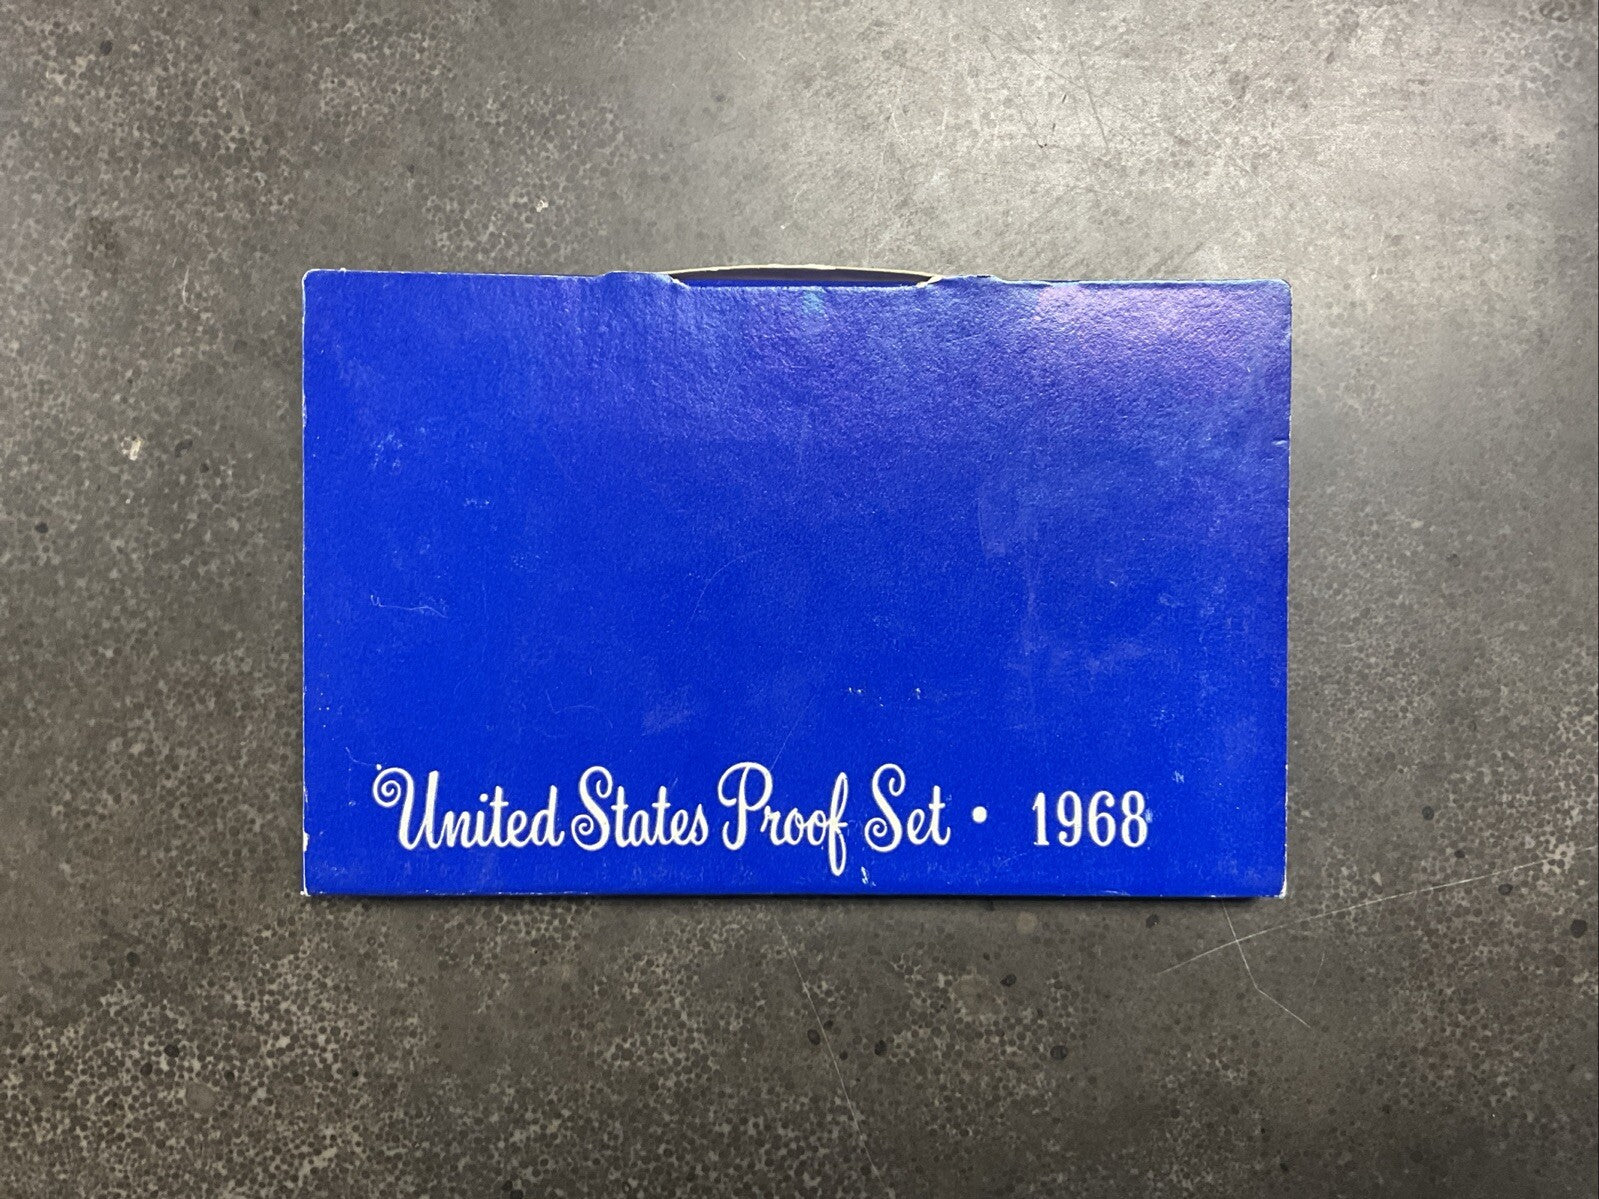 United States Proof Set • 1968